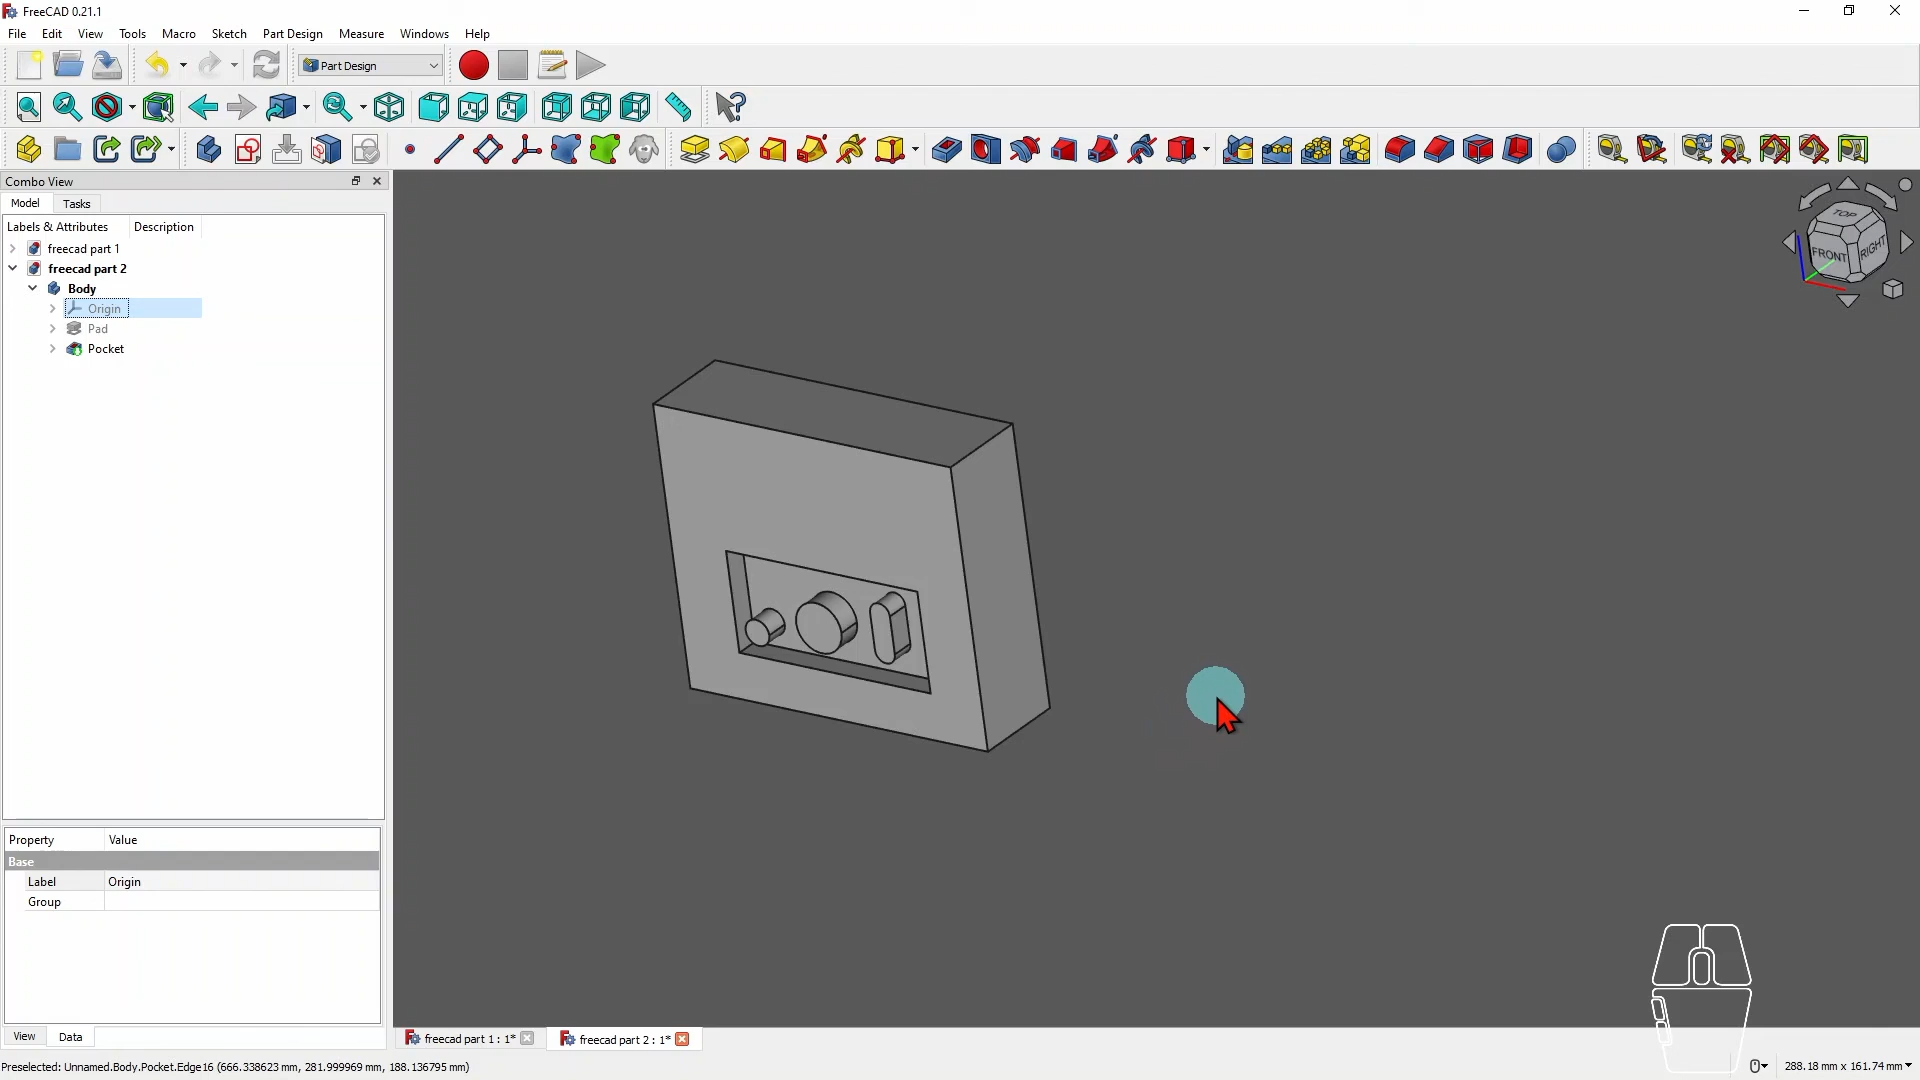 FreeCAD 0.21.1
File Edit View Tools Macro Sketch Part Design Measure Windows Help
Part Design
Combo View
Model Tasks
Labels & Attributes Description
freecad part 1
freecad part 2
Body
Origin
Pad
Pocket
TOP
FRONT
RIGHT
Property Value
Base
Label Origin
Group
View Data
freecad part 1 : 1*
freecad part 2 : 1*
Preselected: Unnamed.Body.Pocket.Edge16 (666.338623 mm, 281.999969 mm, 188.136795 mm)
288.18 mm x 161.74 mm